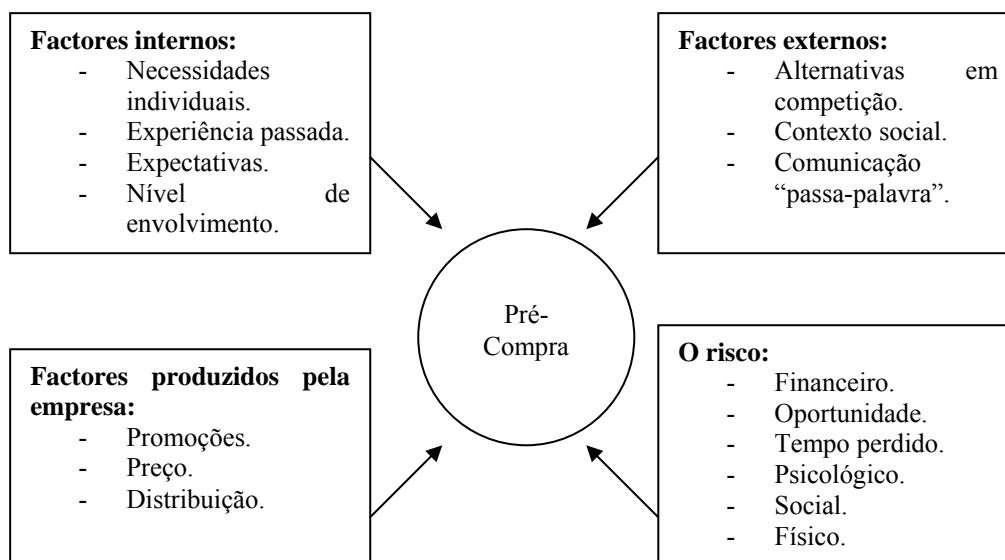 Factores internos:
- Necessidades
individuais.
- Experiência passada.
- Expectativas.
- Nível de
envolvimento.
Factores externos:
- Alternativas em
competição.
- Contexto social.
- Comunicação
“passa-palavra”.
Pré-
Compra
Factores produzidos pela
empresa:
- Promoções.
- Preço.
- Distribuição.
O risco:
- Financeiro.
- Oportunidade.
- Tempo perdido.
- Psicológico.
- Social.
- Físico.